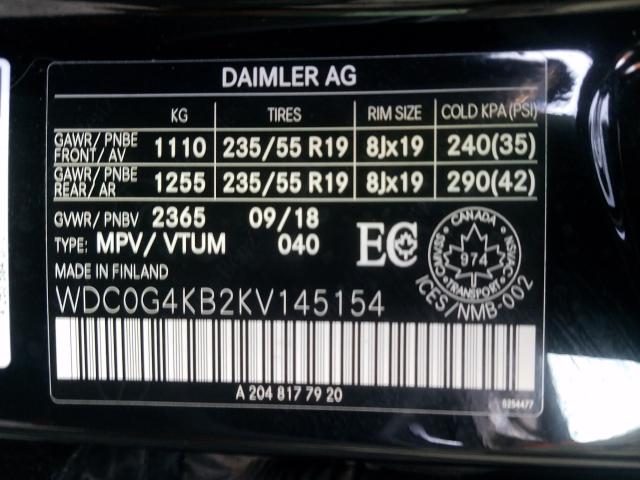 DAIMLER AG
KG TIRES RIM SIZE COLD KPA (PSI)
GAWR/ PNBE FRONT/ AV 1110 235/55 R19 8Jx19 240(35)
GAWR/ PNBE REAR/ AR 1255 235/55 R19 8Jx19 290(42)
GVWR/ PNBV 2365 09/18
TYPE: MPV/ VTUM 040
EC
CANADA
CMVSS
974
NSVAC
TRANSPORT
ICES/NMB-002
MADE IN FINLAND
WDC0G4KB2KV145154
A 204 817 79 20